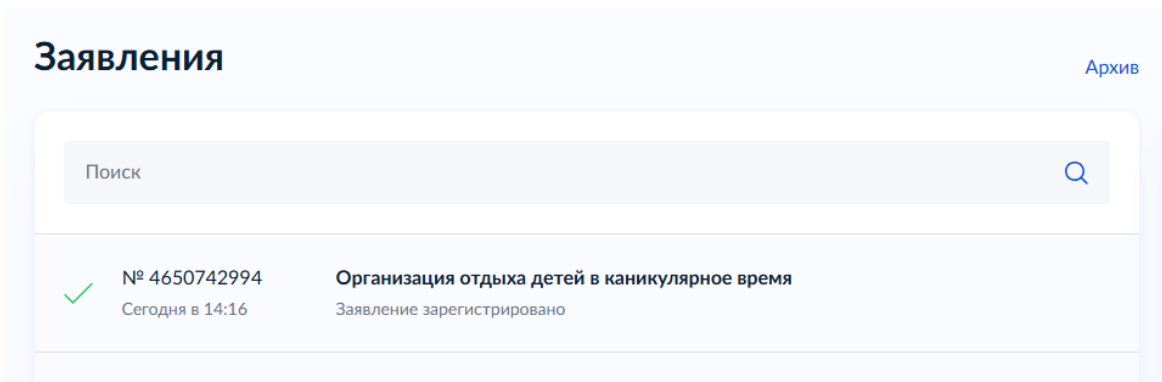 Заявления
Архив
Поиск
№ 4650742994
Организация отдыха детей в каникулярное время
Сегодня в 14:16
Заявление зарегистрировано